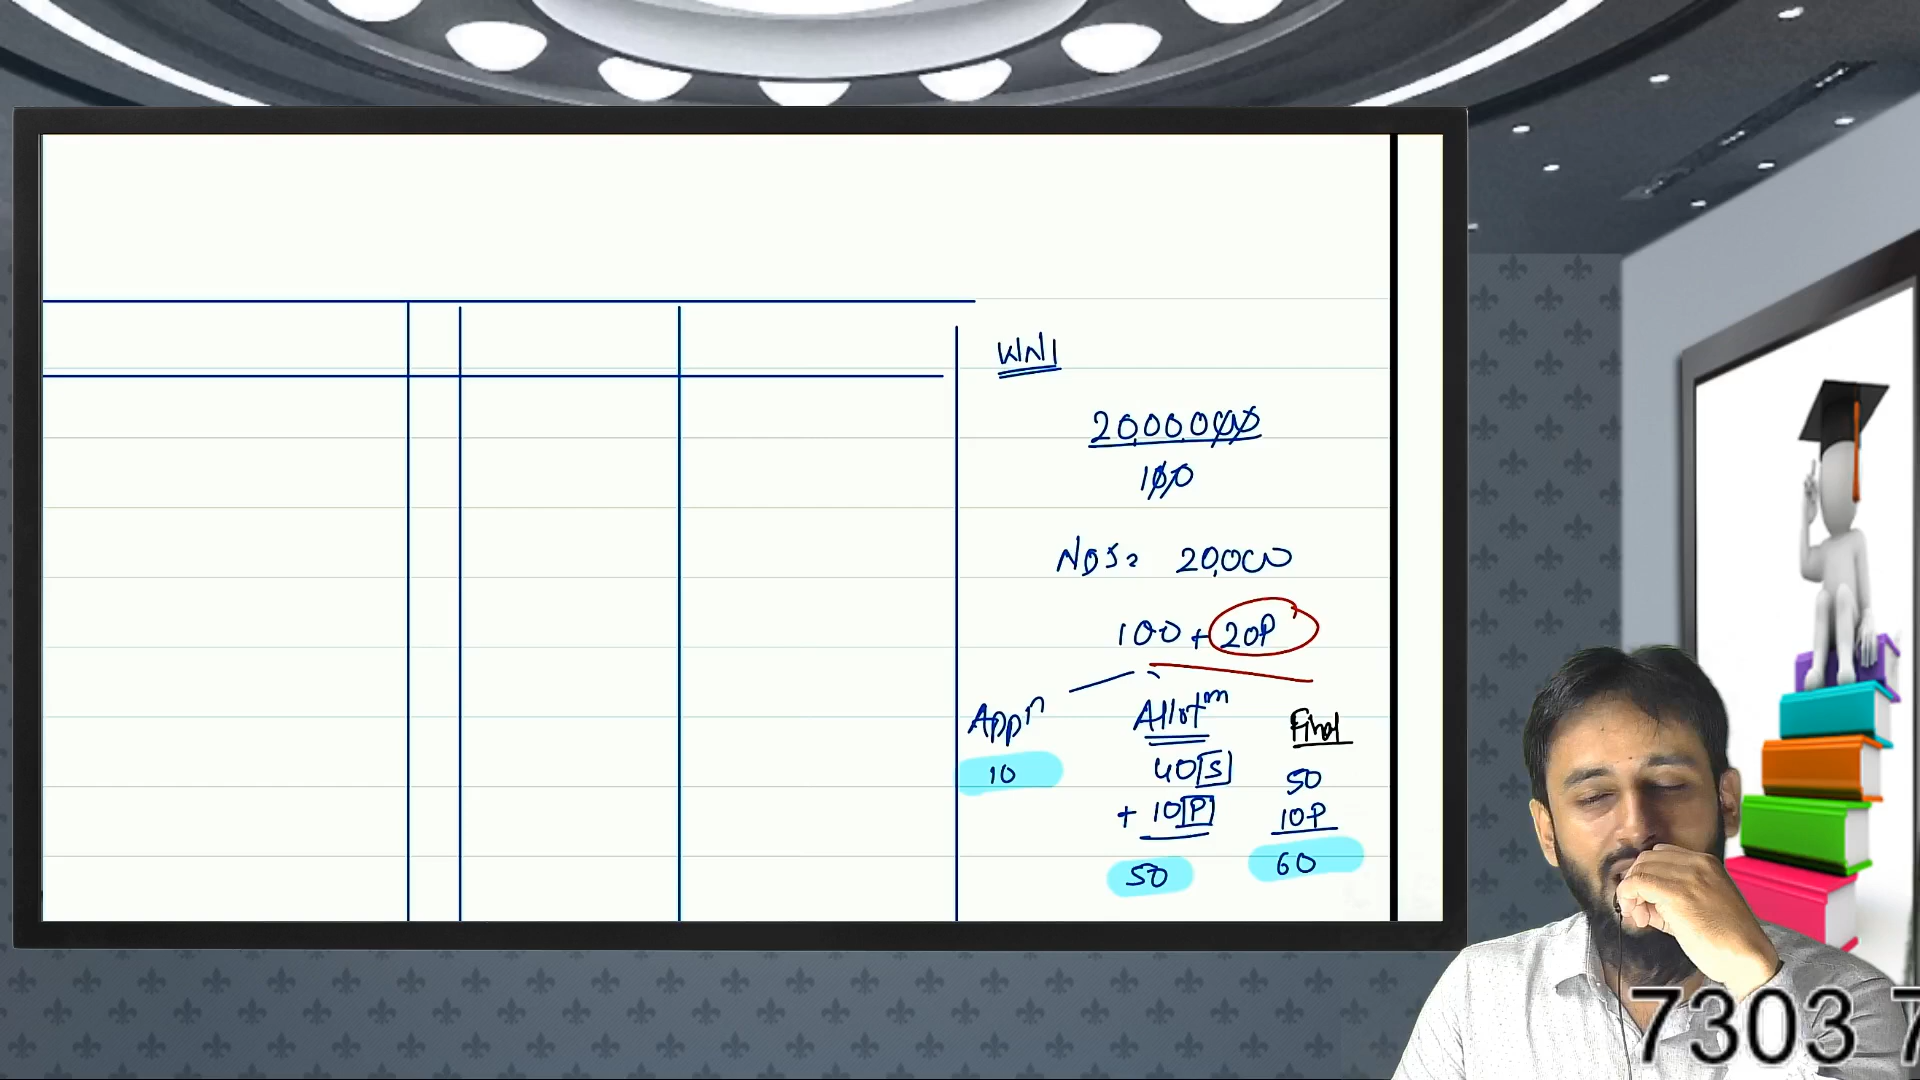 WN1
20,00,000
100
NOS = 20,000
100 + 20P
Appn Allotm Final
10 40 S 50
+ 10 P 10P
50 60
7303 7